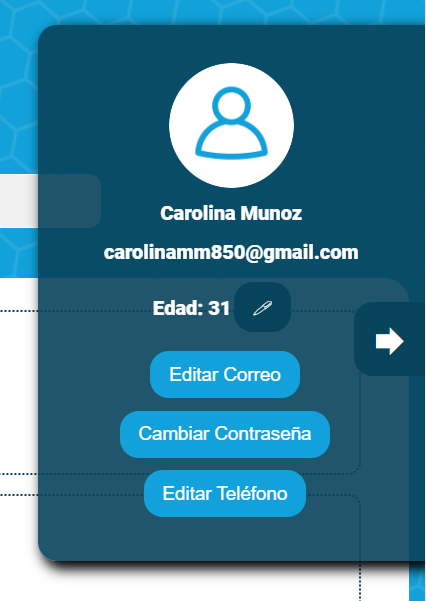 Carolina Munoz
carolinamm850@gmail.com
Edad: 31
Editar Correo
Cambiar Contraseña
Editar Teléfono